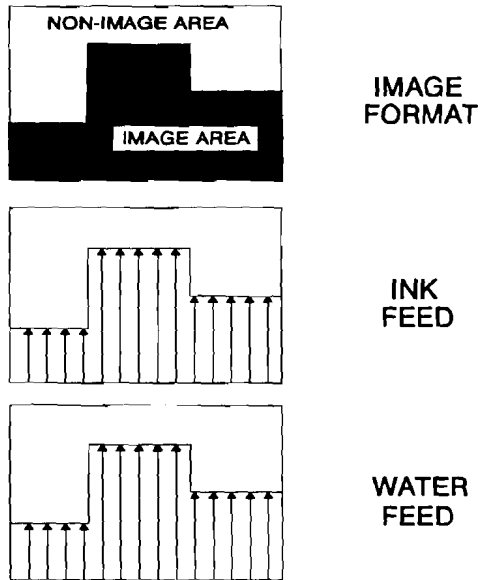 NON-IMAGE AREA
IMAGE AREA
IMAGE
FORMAT
INK
FEED
WATER
FEED